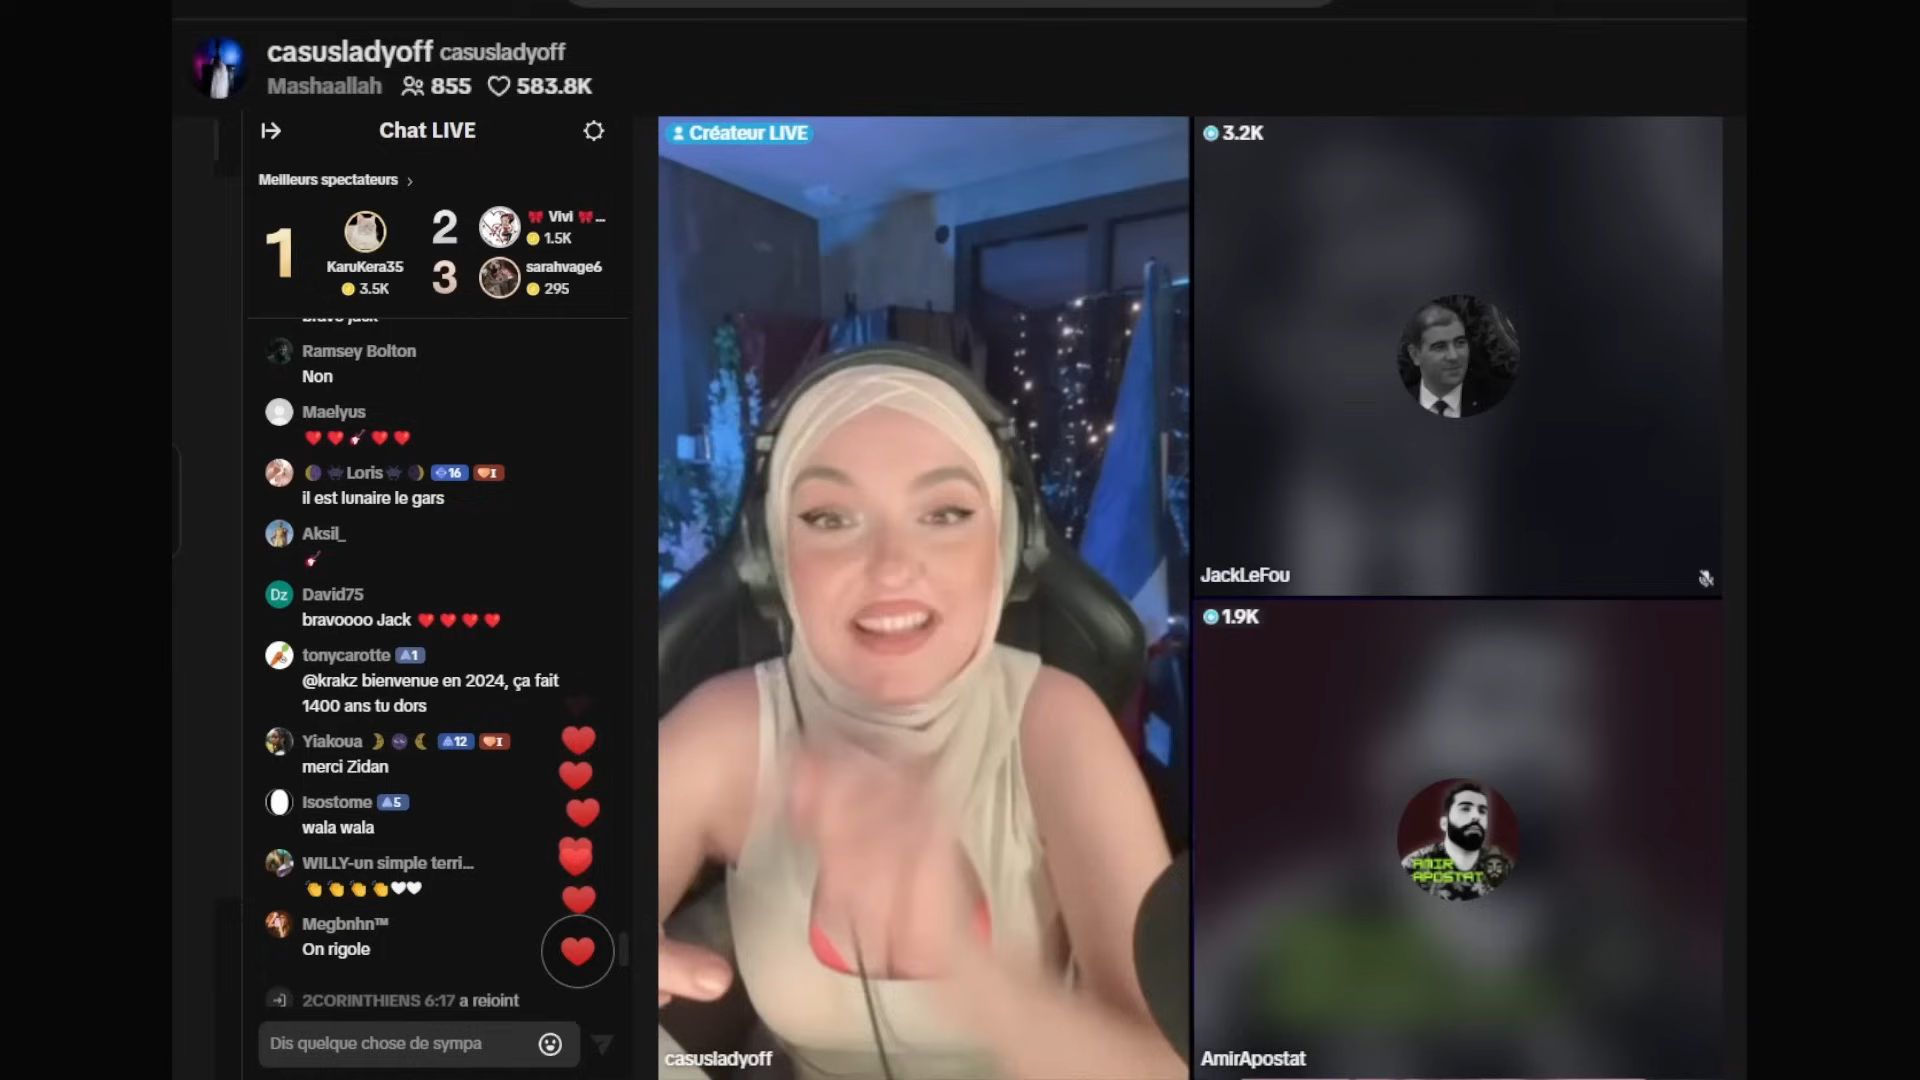 casusladyoff casusladyoff
Mashaallah 855 583.8K
Chat LIVE
Meilleurs spectateurs
1
KaruKera35
3.5K
2
Vivi ...
1.5K
3
sarahvage6
295
Ramsey Bolton
Non
Maelyus
Loris 16 I
il est lunaire le gars
Aksil_
Dz David75
bravoooo Jack
tonycarotte 1
@krakz bienvenue en 2024, ça fait
1400 ans tu dors
Yiakoua 12 I
merci Zidan
Isostome 5
wala wala
WILLY-un simple terri...
Megbnhn™
On rigole
2CORINTHIENS 6:17 a rejoint
Dis quelque chose de sympa
Créateur LIVE
casusladyoff
3.2K
JackLeFou
1.9K
AMIR
APOSTAT
AmirApostat